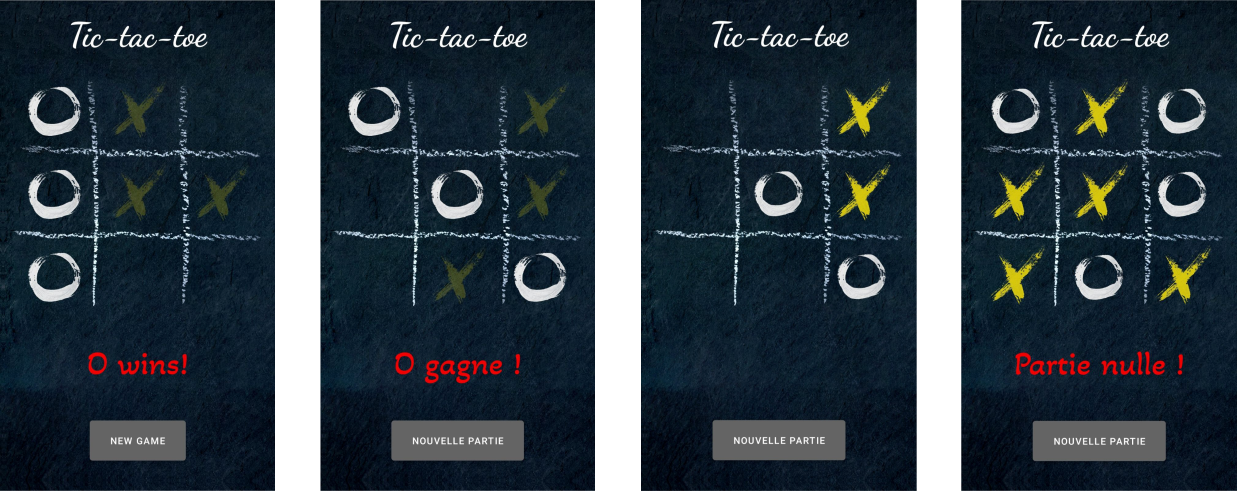 Tic-tac-toe
O wins!
NEW GAME
Tic-tac-toe
O gagne !
NOUVELLE PARTIE
Tic-tac-toe
NOUVELLE PARTIE
Tic-tac-toe
Partie nulle !
NOUVELLE PARTIE